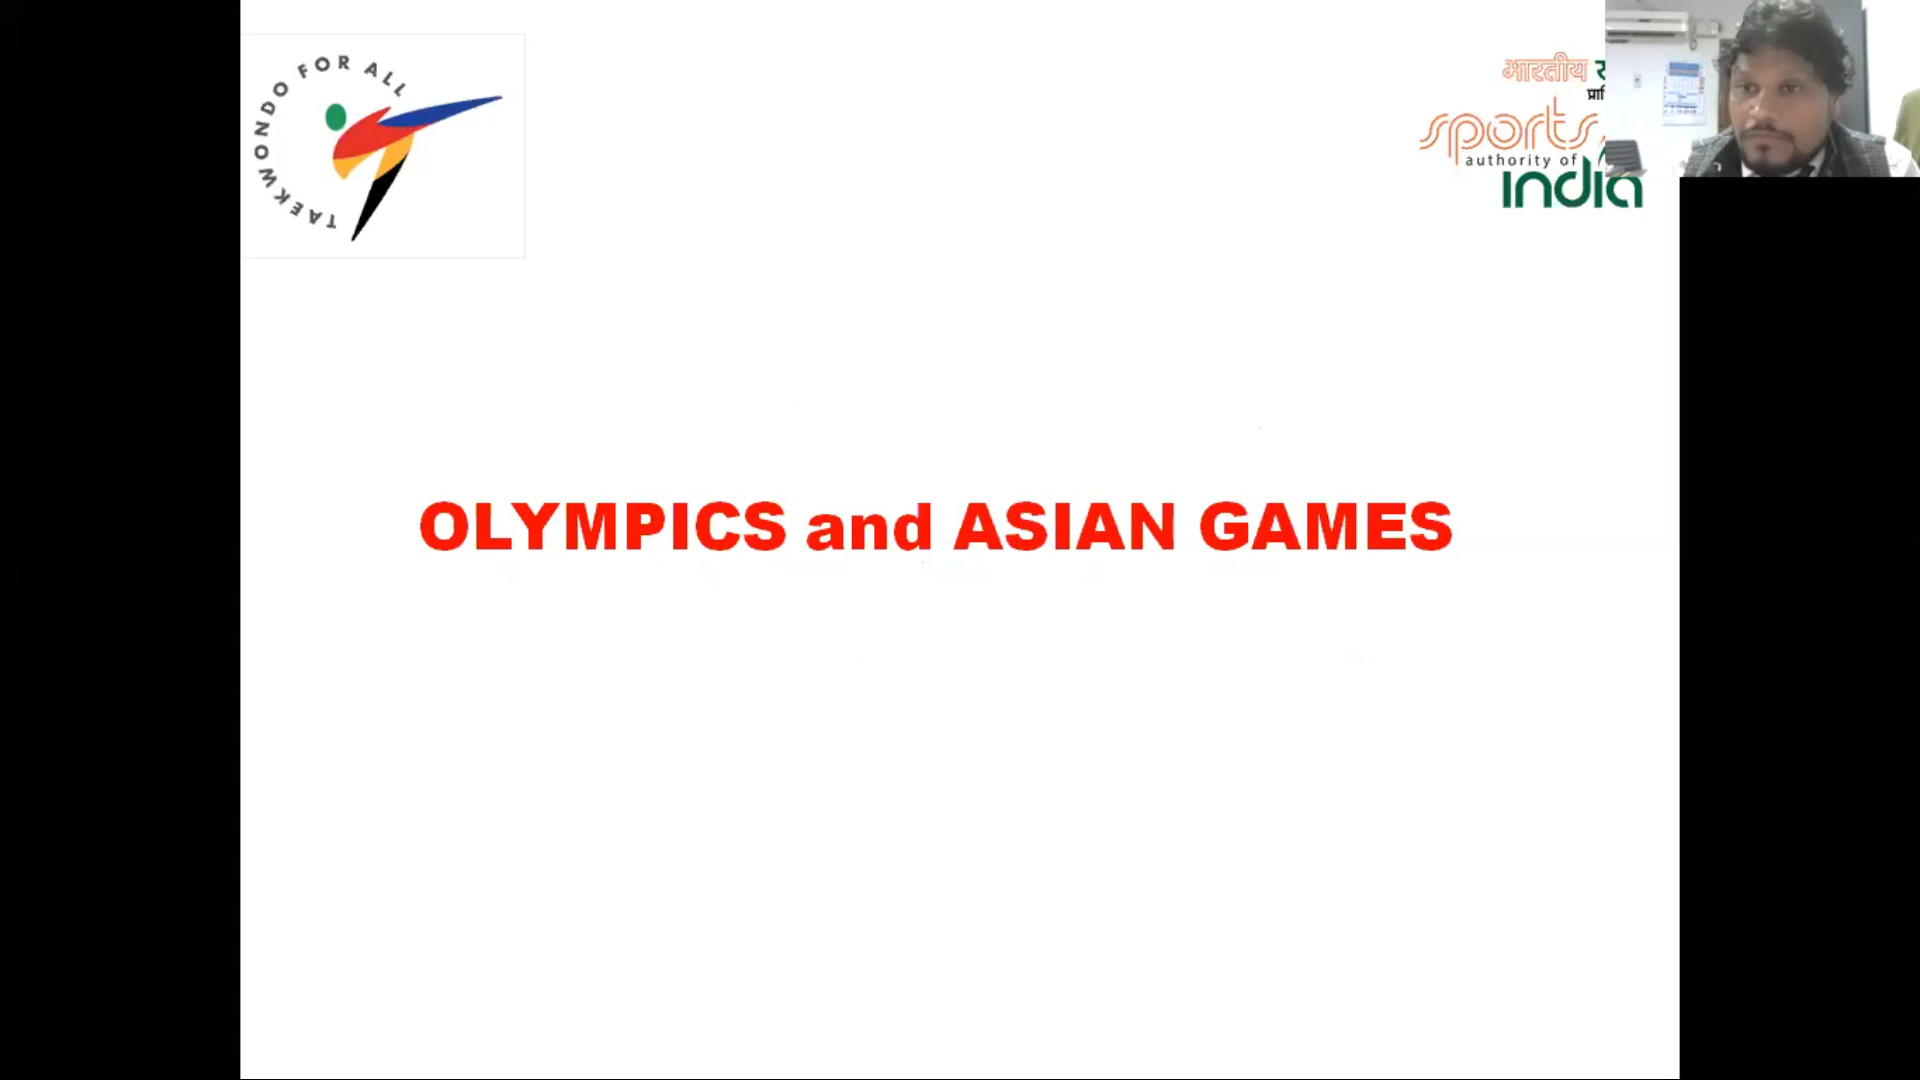 TAEKWONDO FOR ALL
भारतीय
sports
authority of
india
OLYMPICS and ASIAN GAMES